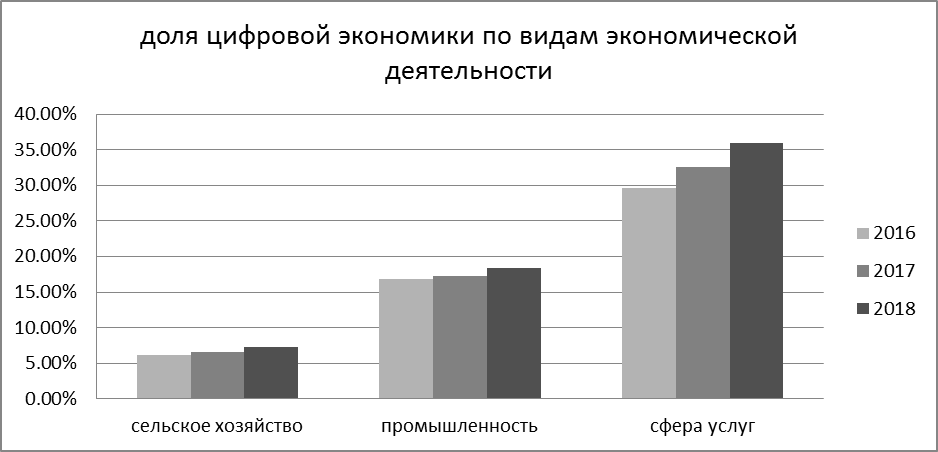 доля цифровой экономики по видам экономической
деятельности
40.00%
35.00%
30.00%
25.00%
20.00%
15.00%
10.00%
5.00%
0.00%
сельское хозяйство
промышленность
сфера услуг
2016
2017
2018